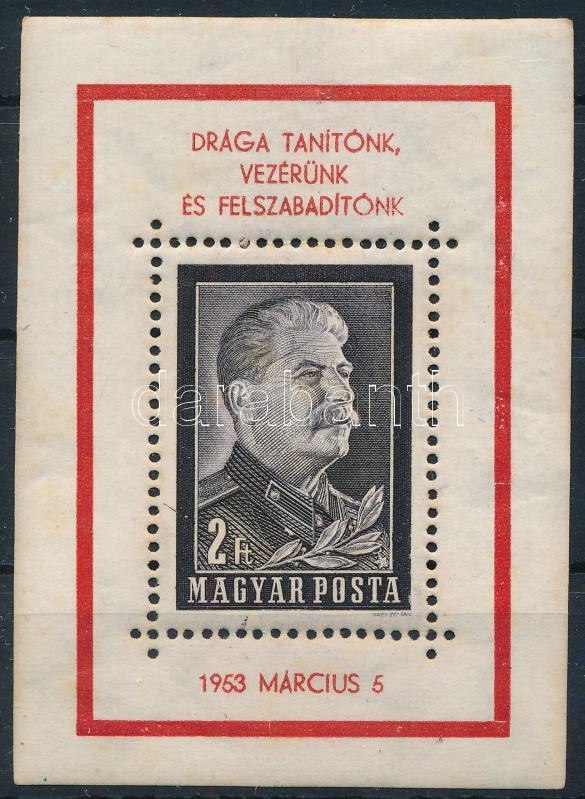 DRÁGA TANÍTÓNK,
VEZÉRÜNK
ÉS FELSZABADÍTÓNK
darabanth
2 Ft
MAGYAR POSTA
1953 MÁRCIUS 5